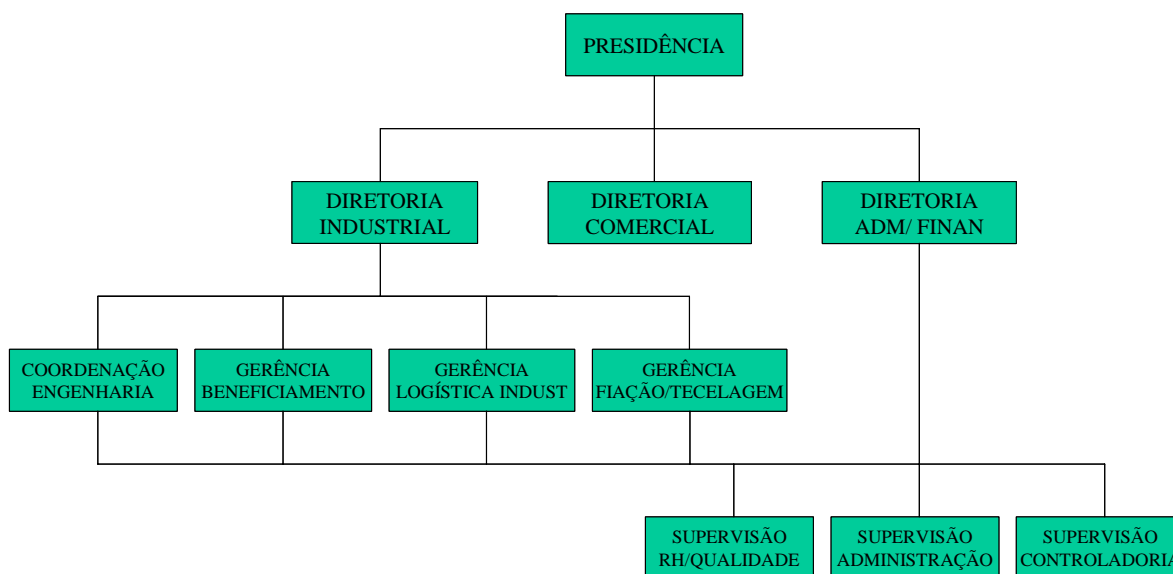 PRESIDÊNCIA
DIRETORIA
INDUSTRIAL
DIRETORIA
COMERCIAL
DIRETORIA
ADM/ FINAN
COORDENAÇÃO
ENGENHARIA
GERÊNCIA
BENEFICIAMENTO
GERÊNCIA
LOGÍSTICA INDUST
GERÊNCIA
FIAÇÃO/TECELAGEM
SUPERVISÃO
RH/QUALIDADE
SUPERVISÃO
ADMINISTRAÇÃO
SUPERVISÃO
CONTROLADORIA